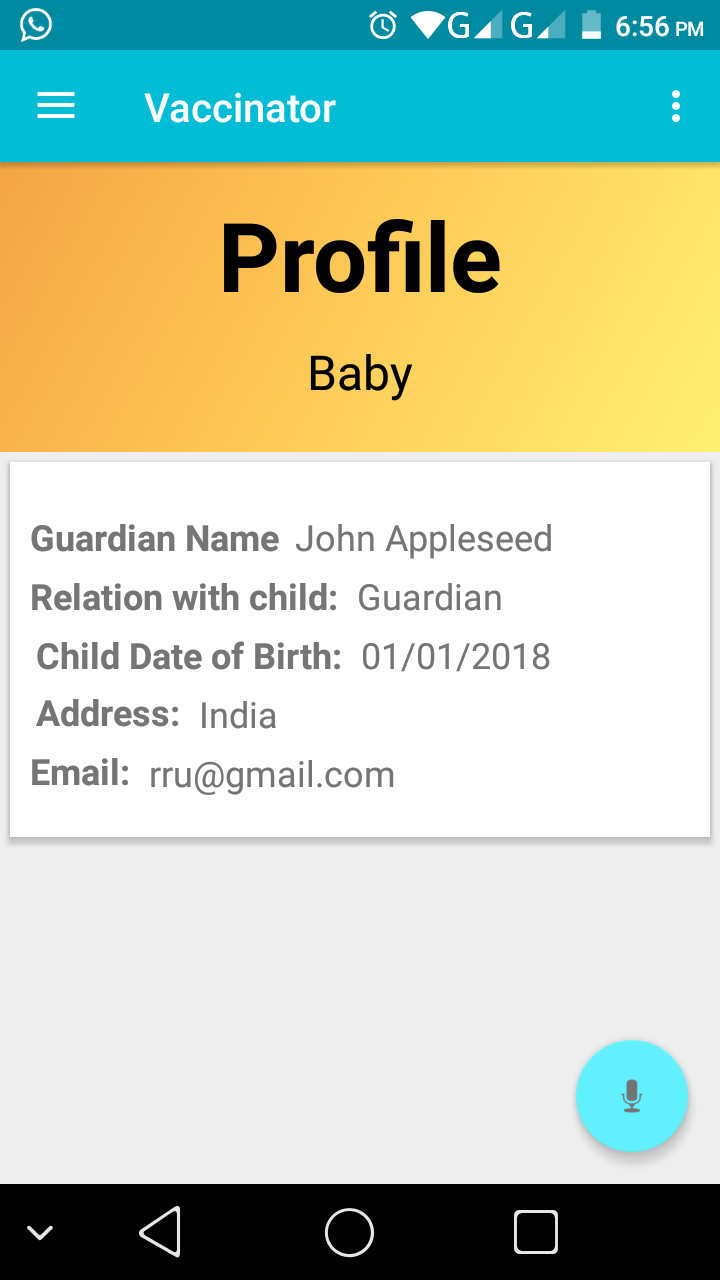 G G 6:56 PM
Vaccinator
Profile
Baby
Guardian Name John Appleseed
Relation with child: Guardian
Child Date of Birth: 01/01/2018
Address: India
Email: rru@gmail.com